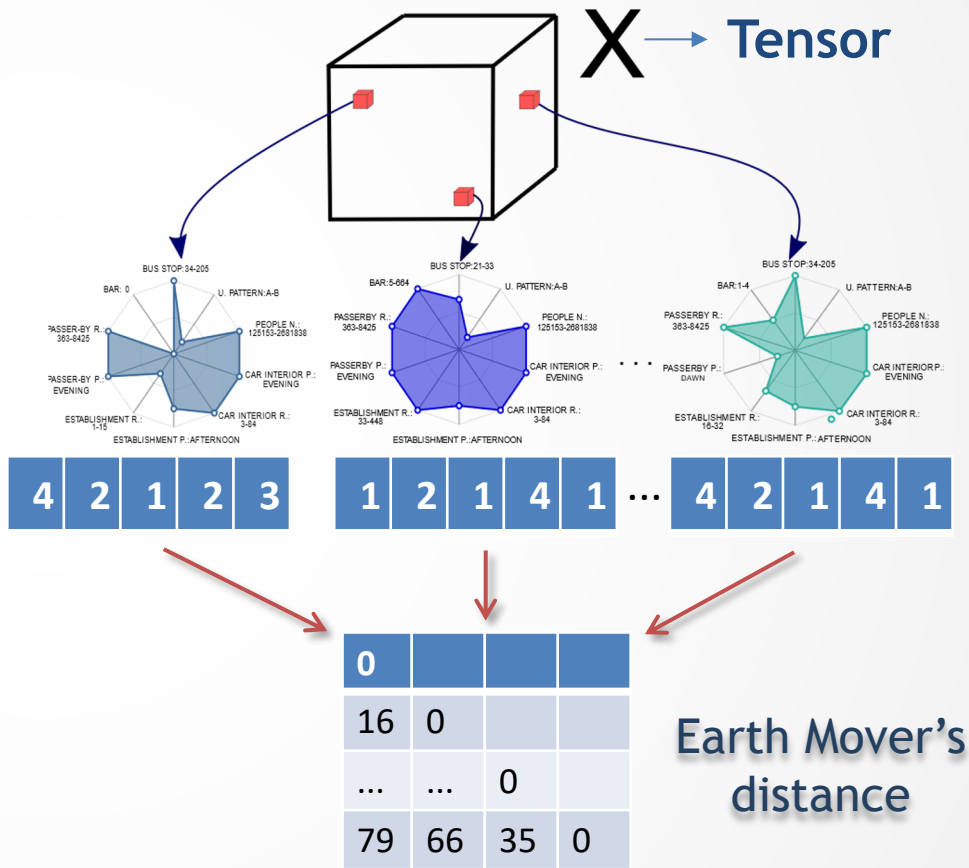 X
Tensor
BUS STOP:34-205
BAR: 0
U. PATTERN:A-B
PASSER-BY R.:
363-8425
PEOPLE N.:
125153-2681838
PASSER-BY P.:
EVENING
CAR INTERIOR P.:
EVENING
ESTABLISHMENT R.:
1-15
CAR INTERIOR R.:
3-84
ESTABLISHMENT P.:AFTERNOON
BUS STOP:21-33
BAR:5-664
U. PATTERN:A-B
PASSERBY R.:
363-8425
PEOPLE N.:
125153-2681838
PASSERBY P.:
EVENING
CAR INTERIOR P.:
EVENING
ESTABLISHMENT R.:
33-448
CAR INTERIOR R.:
3-84
ESTABLISHMENT P.:AFTERNOON
...
BUS STOP:34-205
BAR:1-4
U. PATTERN:A-B
PASSERBY R.:
363-8425
PEOPLE N.:
125153-2681838
PASSERBY P.:
DAWN
CAR INTERIOR P.:
EVENING
ESTABLISHMENT R.:
16-32
CAR INTERIOR R.:
3-84
ESTABLISHMENT P.:AFTERNOON
4 2 1 2 3 1 2 1 4 1 ... 4 2 1 4 1
0
16 0
... ... 0
79 66 35 0
Earth Mover's
distance